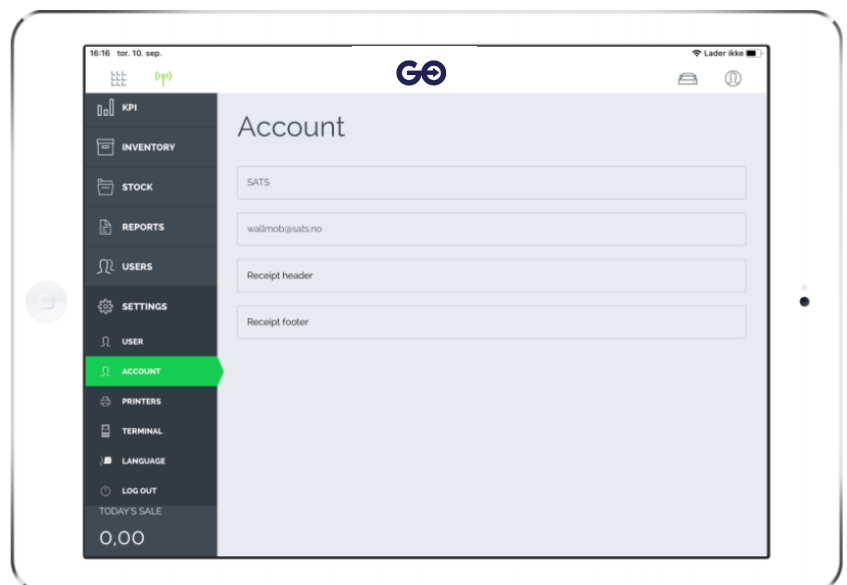 16:16 tor. 10. sep.
Lader ikke
GO
KPI
INVENTORY
STOCK
REPORTS
USERS
SETTINGS
USER
ACCOUNT
PRINTERS
TERMINAL
LANGUAGE
LOG OUT
TODAY'S SALE
0,00
Account
SATS
wallmob@sats.no
Receipt header
Receipt footer